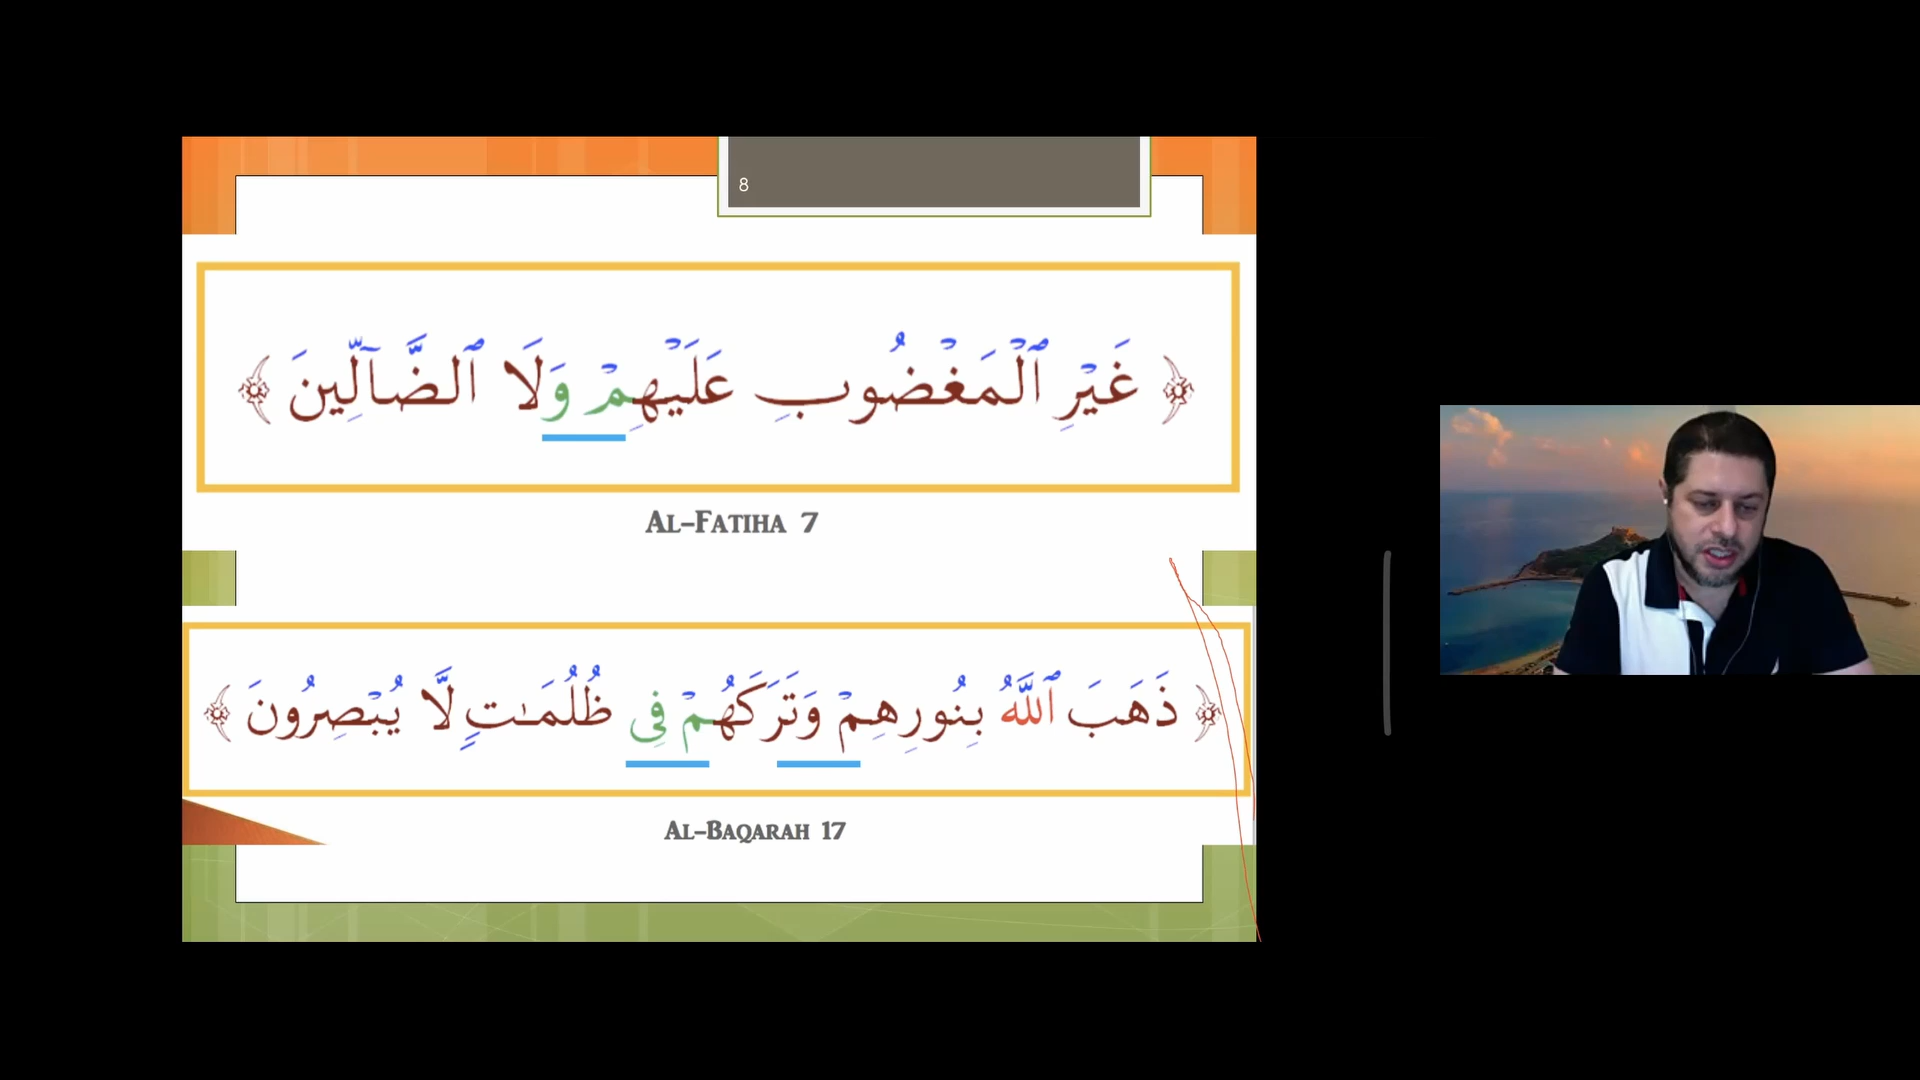 8
﴿ غَيْرِ ٱلْمَغْضُوبِ عَلَيْهِمْ وَلَا ٱلضَّآلِّينَ ﴾
AL-FATIHA 7
﴿ ذَهَبَ ٱللَّهُ بِنُورِهِمْ وَتَرَكَهُمْ فِى ظُلُمَـٰتٍ لَّا يُبْصِرُونَ ﴾
AL-BAQARAH 17